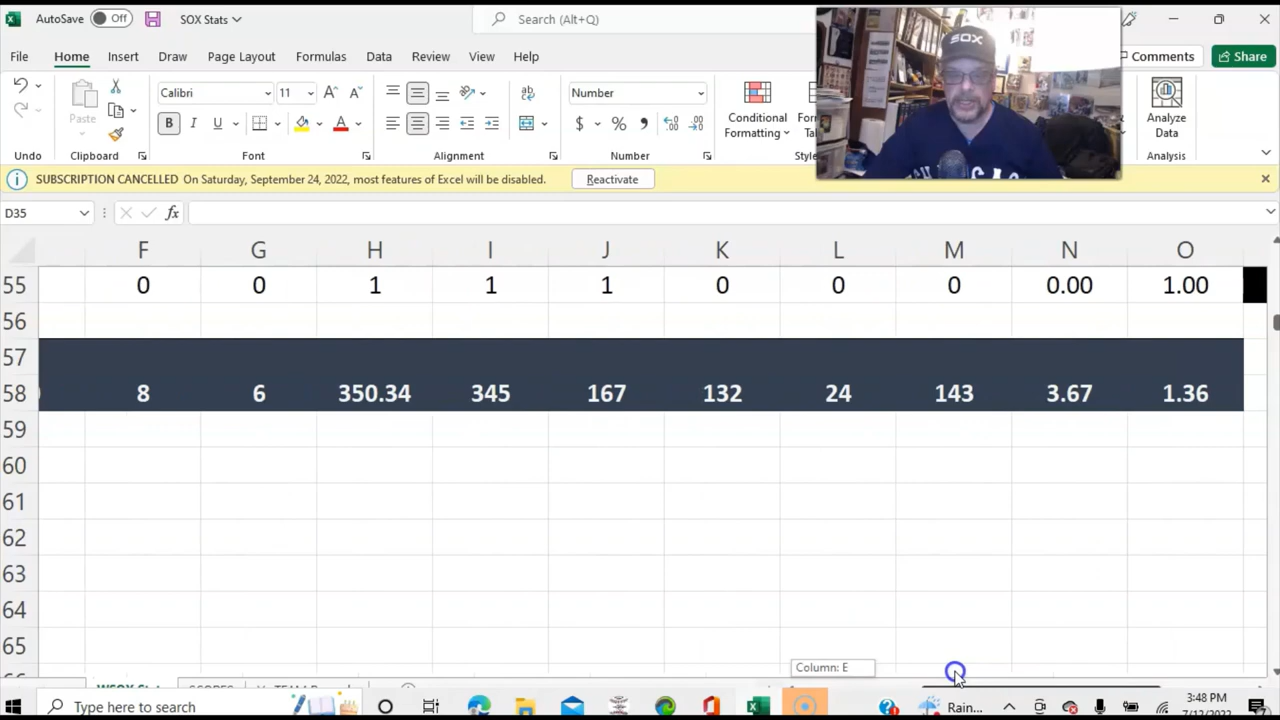 AutoSave Off SOX Stats Search (Alt+Q)
SOX
File Home Insert Draw Page Layout Formulas Data Review View Help Comments Share
Calibri 11 Number
Paste Conditional Analyze
B I U Formatting Data
Undo Clipboard Font Alignment Number Analysis
SUBSCRIPTION CANCELLED On Saturday, September 24, 2022, most features of Excel will be disabled. Reactivate
D35 fx
F G H I J K L M N O
55 0 0 1 1 1 0 0 0 0.00 1.00
56
57
58 8 6 350.34 345 167 132 24 143 3.67 1.36
59
60
61
62
63
64
65
Column: E
Type here to search Rain... 3:48 PM